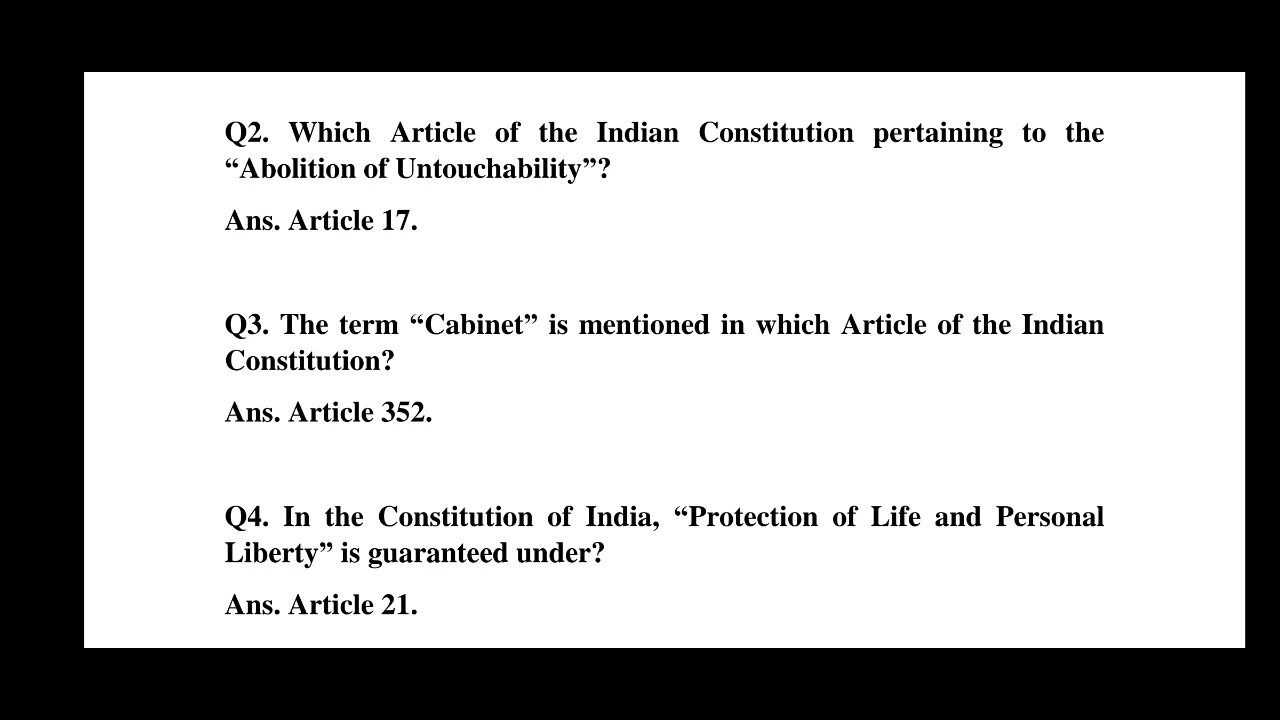 Q2. Which Article of the Indian Constitution pertaining to the
“Abolition of Untouchability”?
Ans. Article 17.
Q3. The term “Cabinet” is mentioned in which Article of the Indian
Constitution?
Ans. Article 352.
Q4. In the Constitution of India, “Protection of Life and Personal
Liberty” is guaranteed under?
Ans. Article 21.